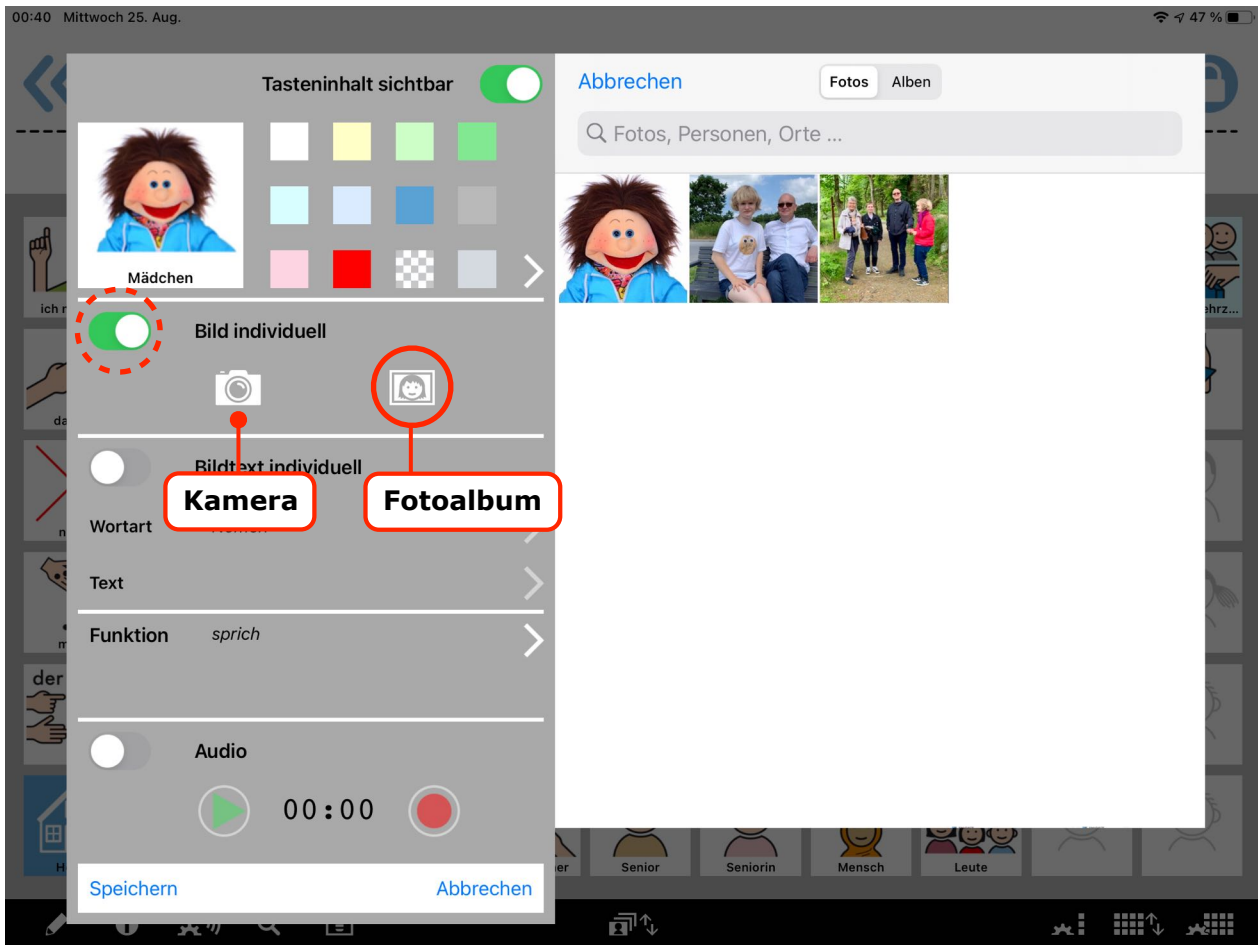 00:40 Mittwoch 25. Aug.
47 %
Tasteninhalt sichtbar
Mädchen
Bild individuell
Kamera
Fotoalbum
Bildtext individuell
Wortart
Text
Funktion sprich
Audio
00:00
Speichern Abbrechen
Abbrechen
Fotos Alben
Fotos, Personen, Orte ...
ich
der
Senior
Seniorin
Mensch
Leute